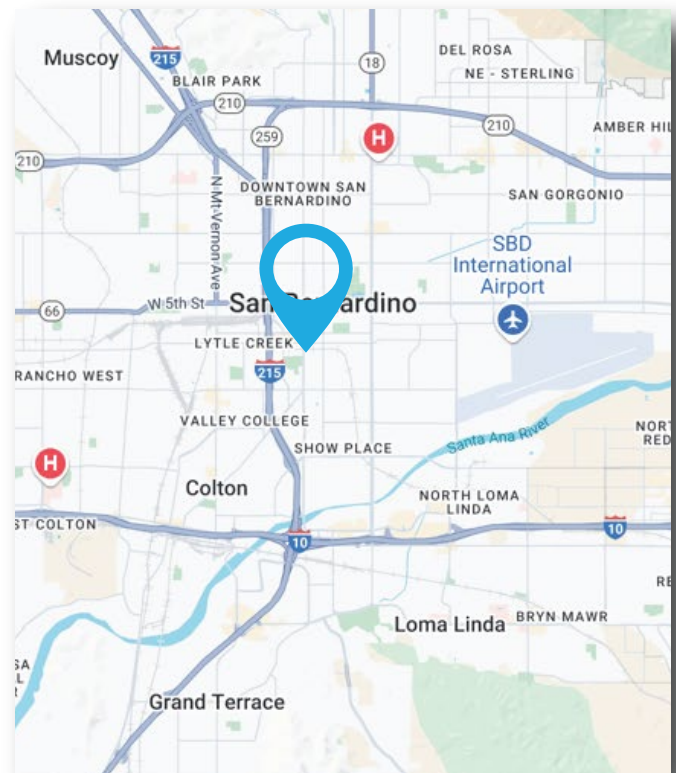 DEL ROSA
Muscoy
215
18
BLAIR PARK
NE - STERLING
210
210
259
AMBER HIL
210
DOWNTOWN SAN
BERNARDINO
SAN GORGONIO
N Mt Vernon Ave
SBD
International
Airport
66
W 5th St
San Bernardino
LYTLE CREEK
RANCHO WEST
215
VALLEY COLLEGE
Santa Ana River
NORT
RED
SHOW PLACE
H
H
Colton
NORTH LOMA
LINDA
ST COLTON
10
10
RE
Loma Linda
BRYN MAWR
SA
L
Grand Terrace